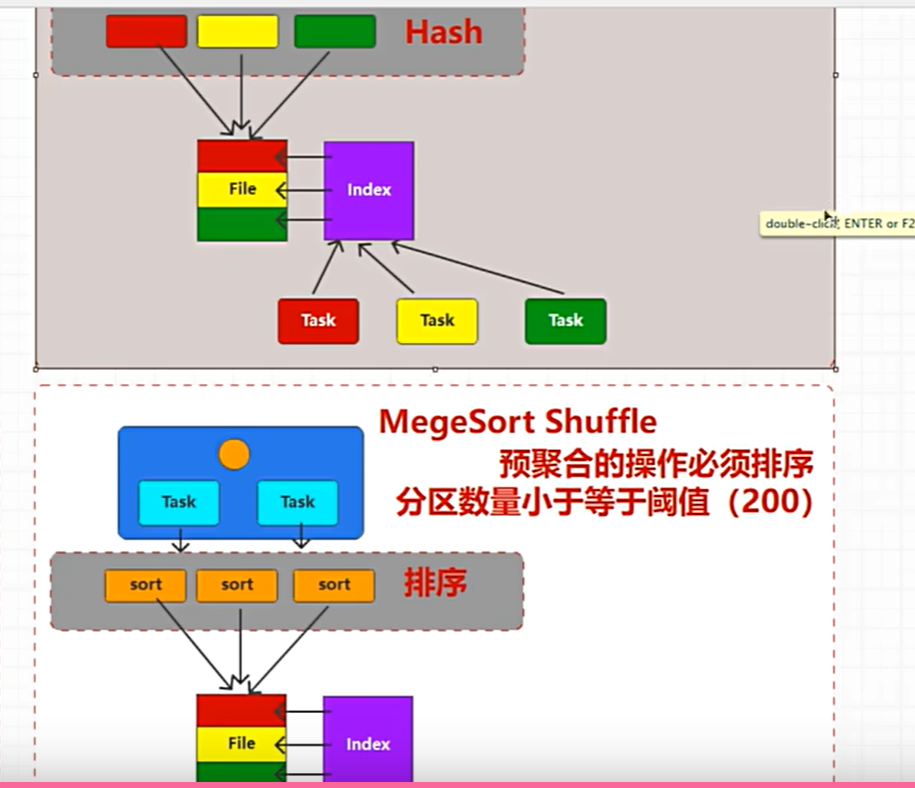 Hash
File
Index
double-click, ENTER or F2
Task
Task
Task
MegeSort Shuffle
预聚合的操作必须排序
分区数量小于等于阈值（200）
Task
Task
sort
sort
sort
排序
File
Index